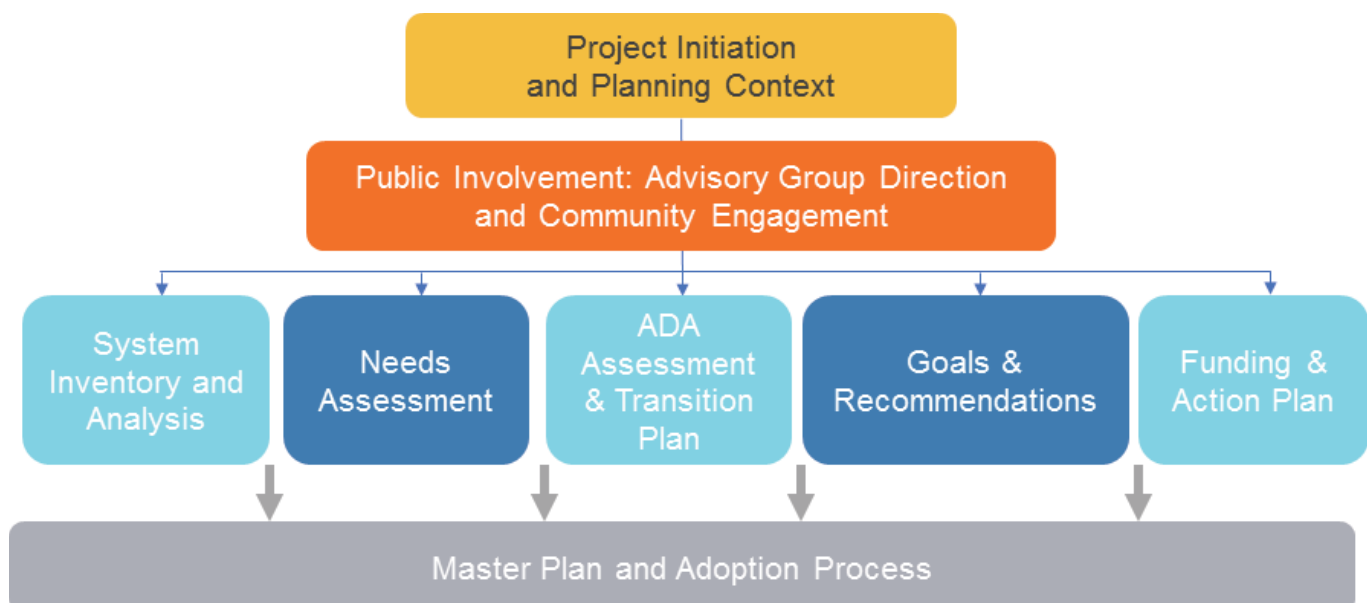 Project Initiation
and Planning Context
Public Involvement: Advisory Group Direction
and Community Engagement
System
Inventory and
Analysis
Needs
Assessment
ADA
Assessment
& Transition
Plan
Goals &
Recommendations
Funding &
Action Plan
Master Plan and Adoption Process